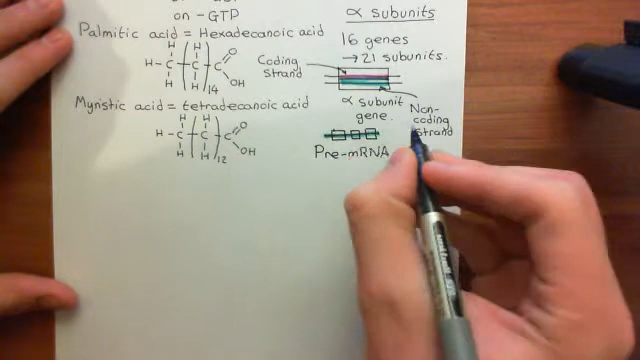 on -GTP
Palmitic acid = Hexadecanoic acid
H H
H-C-(C)-C=O
H H OH
14
Myristic acid = tetradecanoic acid
H H
H-C-(C)-C=O
H H OH
12
α subunits
16 genes
→ 21 subunits.
Coding
strand
α subunit
gene.
Non-
coding
strand
Pre-mRNA